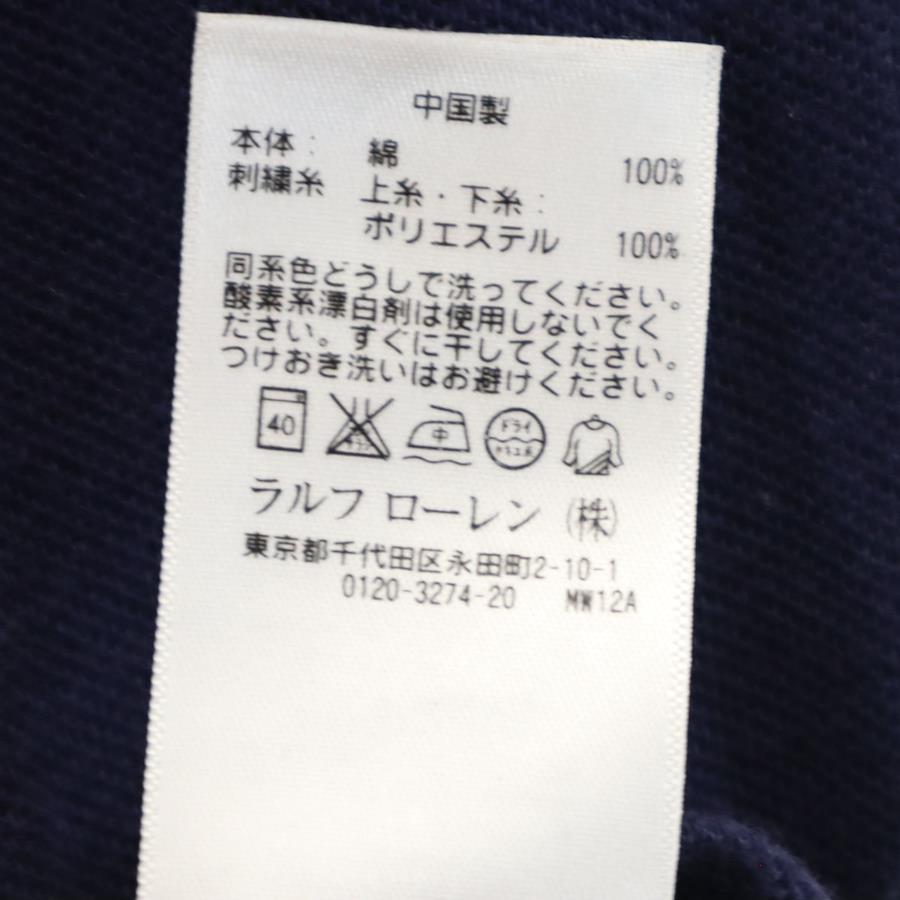 中国製
本体: 綿 100%
刺繍糸 上糸・下糸:
ポリエステル 100%
同系色どうしで洗ってください。
酸素系漂白剤は使用しないでく
ださい。すぐに干してください。
つけおき洗いはお避けください。
40 中 ドライ
ラルフ ローレン (株)
東京都千代田区永田町2-10-1
0120-3274-20 MW12A